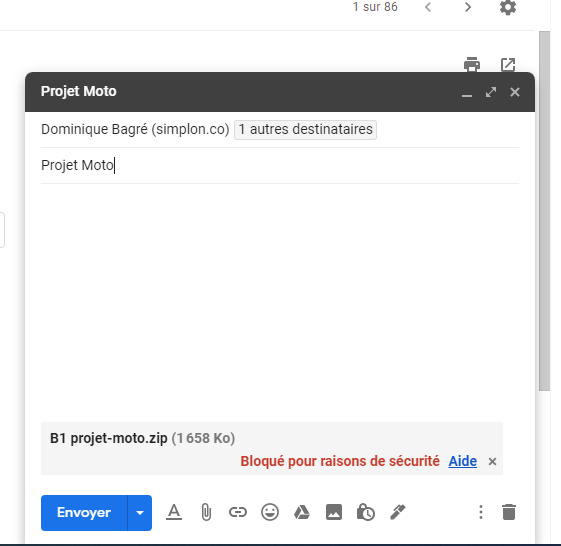 1 sur 86
Projet Moto
Dominique Bagré (simplon.co) 1 autres destinataires
Projet Moto
B1 projet-moto.zip (1 658 Ko)
Bloqué pour raisons de sécurité Aide
Envoyer